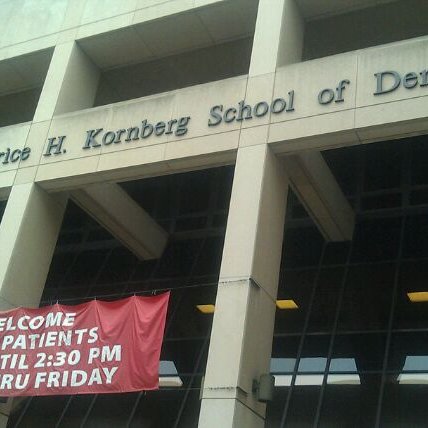 rice H. Kornberg School of Den
ELCOME
PATIENTS
TIL 2:30 PM
RU FRIDAY